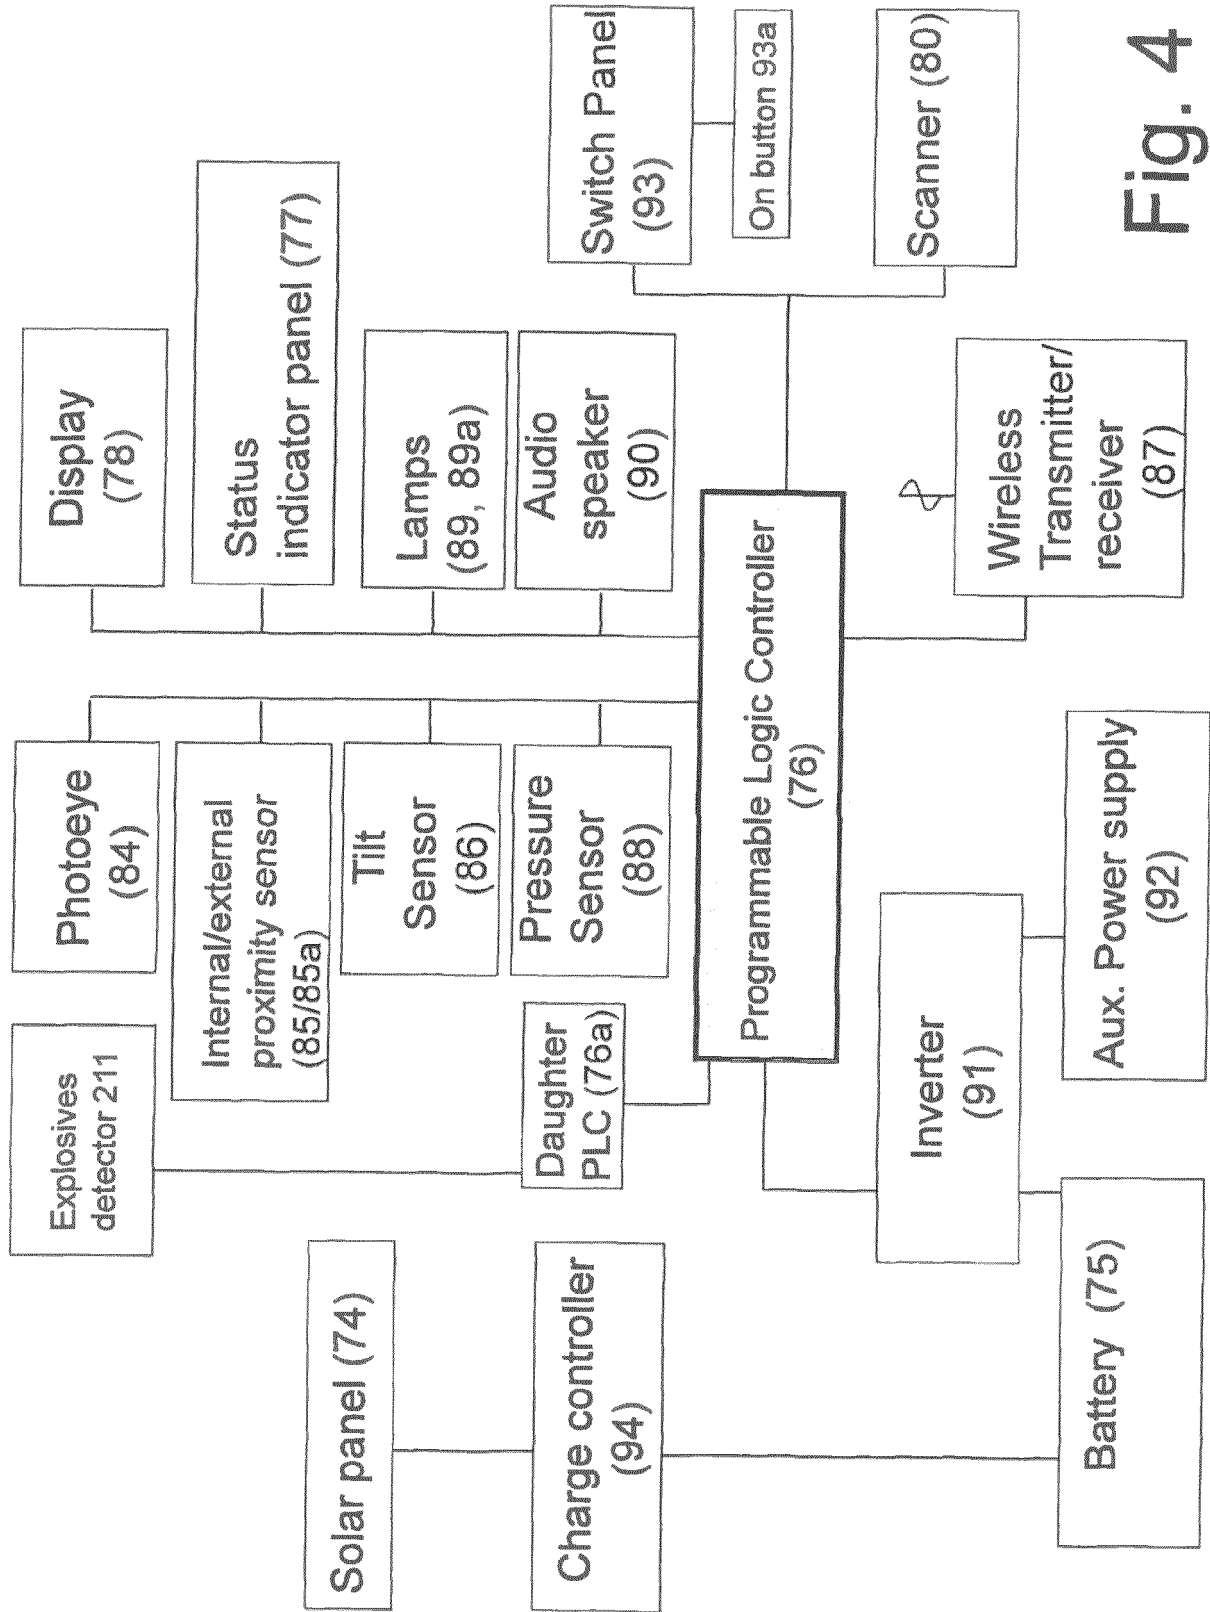 Solar panel (74)
Charge controller
(94)
Battery (75)
Explosives
detector 211
Daughter
PLC (76a)
Photoeye
(84)
Internal/external
proximity sensor
(85/85a)
Tilt
Sensor
(86)
Pressure
Sensor
(88)
Programmable Logic Controller
(76)
Inverter
(91)
Aux. Power supply
(92)
Display
(78)
Status
indicator panel (77)
Lamps
(89, 89a)
Audio
speaker
(90)
Wireless
Transmitter/
receiver
(87)
Switch Panel
(93)
On button 93a
Scanner (80)
Fig. 4